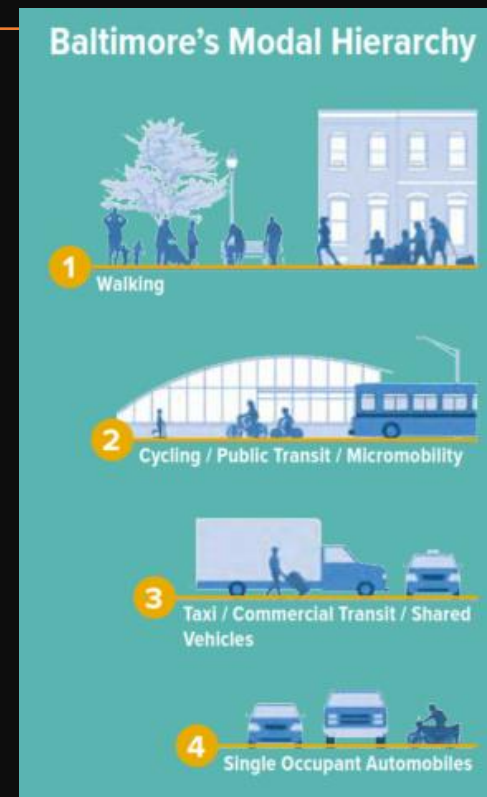 Baltimore's Modal Hierarchy
1
Walking
2
Cycling / Public Transit / Micromobility
3
Taxi / Commercial Transit / Shared
Vehicles
4
Single Occupant Automobiles